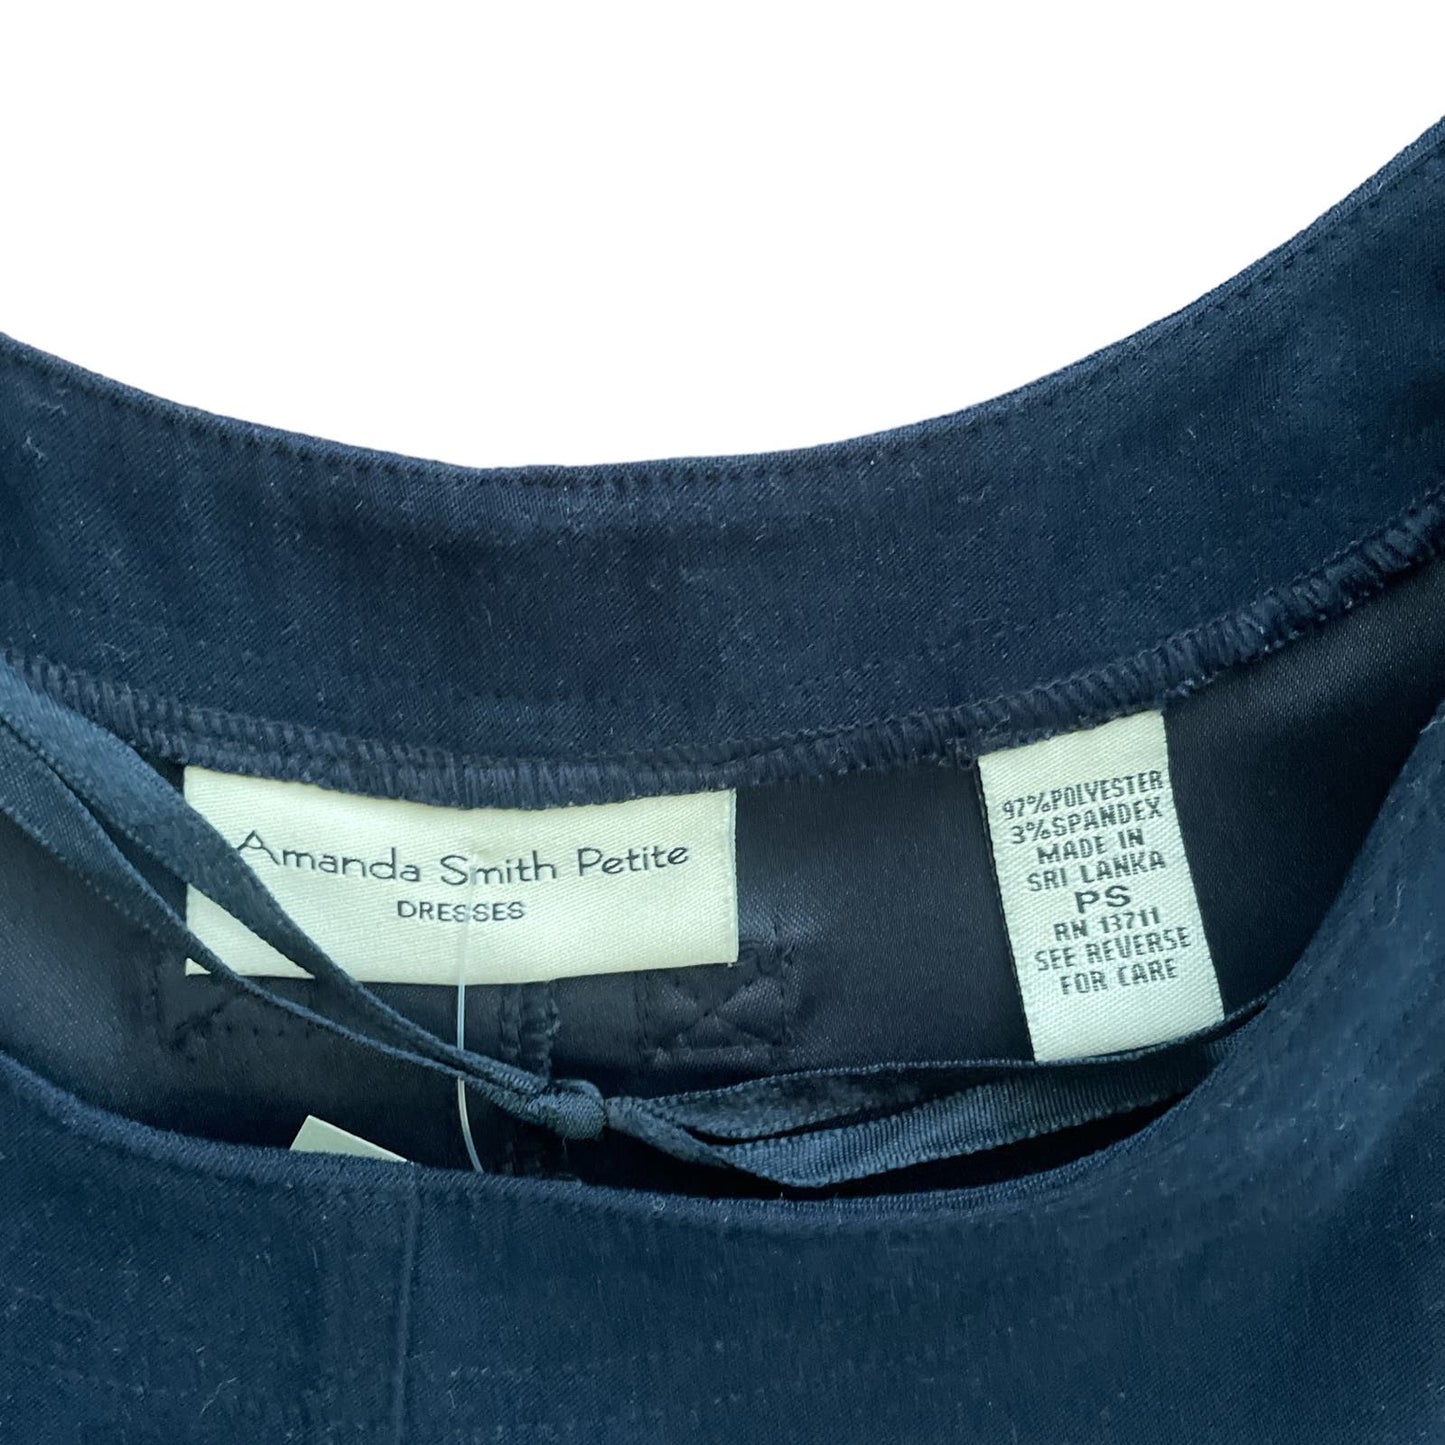 Amanda Smith Petite
DRESSES
97%POLYESTER
3%SPANDEX
MADE IN
SRI LANKA
PS
RN 13711
SEE REVERSE
FOR CARE